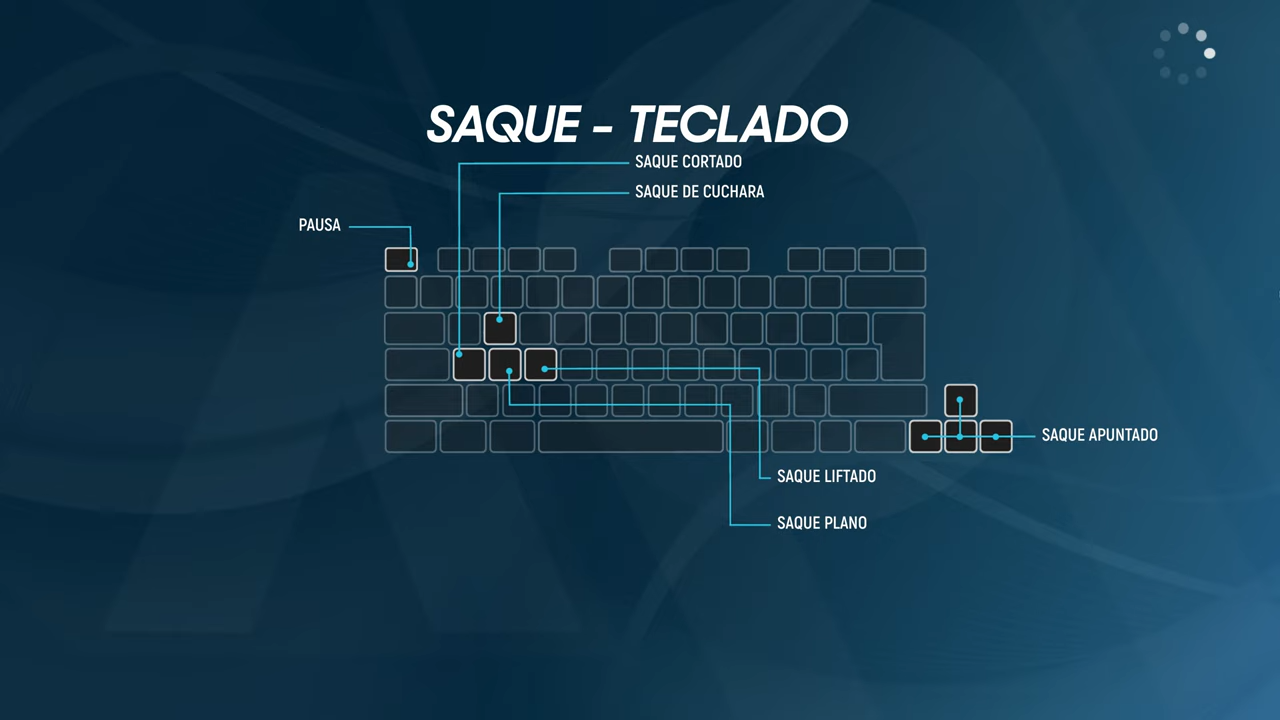 SAQUE – TECLADO
SAQUE CORTADO
SAQUE DE CUCHARA
PAUSA
SAQUE APUNTADO
SAQUE LIFTADO
SAQUE PLANO